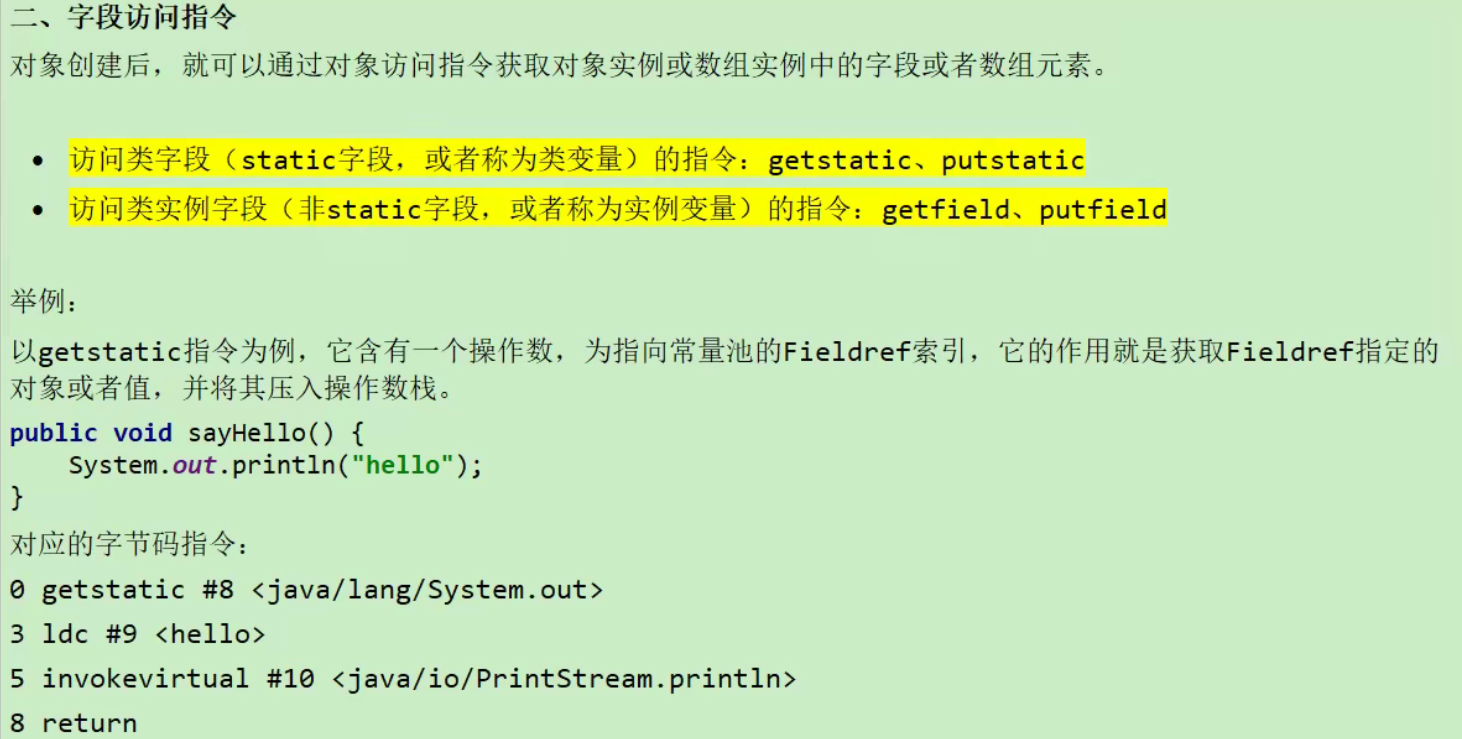 二、字段访问指令
对象创建后，就可以通过对象访问指令获取对象实例或数组实例中的字段或者数组元素。
• 访问类字段（static字段，或者称为类变量）的指令：getstatic、putstatic
• 访问类实例字段（非static字段，或者称为实例变量）的指令：getfield、putfield
举例：
以getstatic指令为例，它含有一个操作数，为指向常量池的Fieldref索引，它的作用就是获取Fieldref指定的
对象或者值，并将其压入操作数栈。
public void sayHello() {
    System.out.println("hello");
}
对应的字节码指令：
0 getstatic #8 <java/lang/System.out>
3 ldc #9 <hello>
5 invokevirtual #10 <java/io/PrintStream.println>
8 return